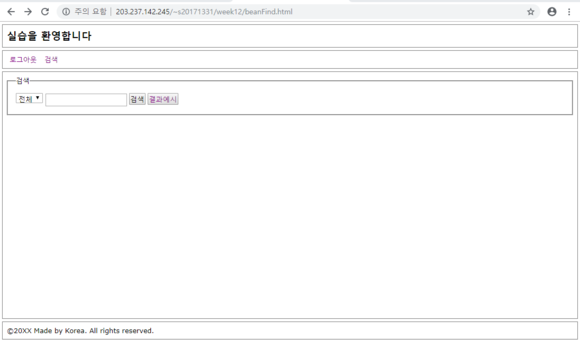 주의 요함 203.237.142.245/~s20171331/week12/beanFind.html
실습을 환영합니다
로그아웃 검색
검색
전체 검색 결과예시
©20XX Made by Korea. All rights reserved.